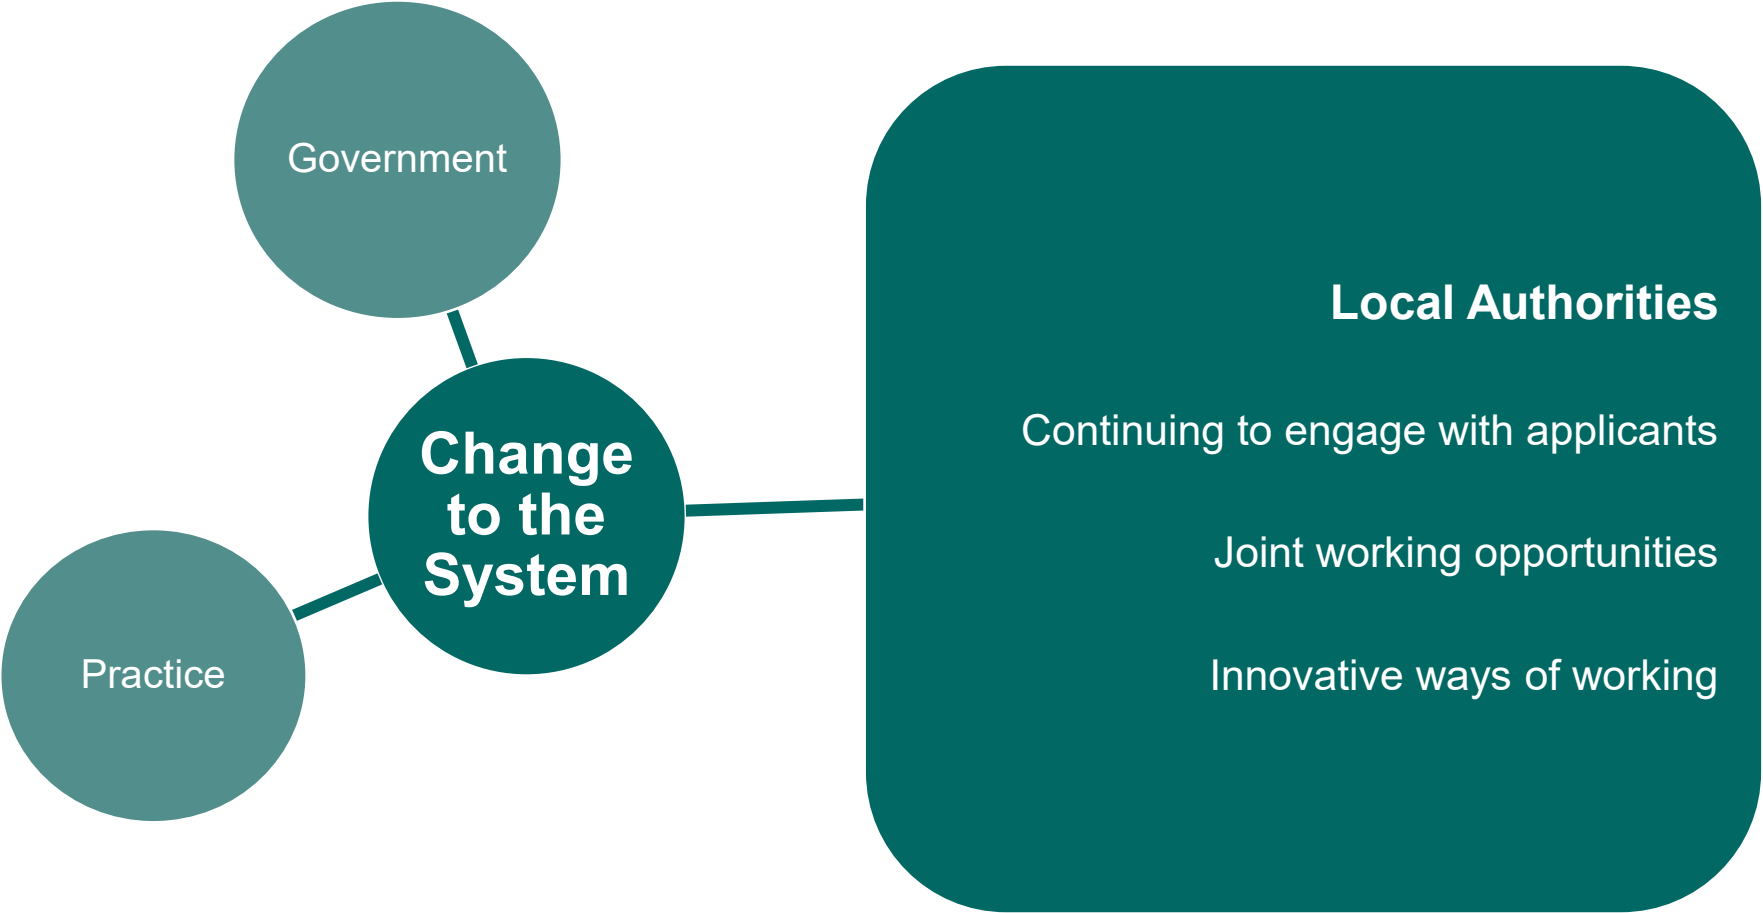 Government
Change
to the
System
Practice
Local Authorities
Continuing to engage with applicants
Joint working opportunities
Innovative ways of working